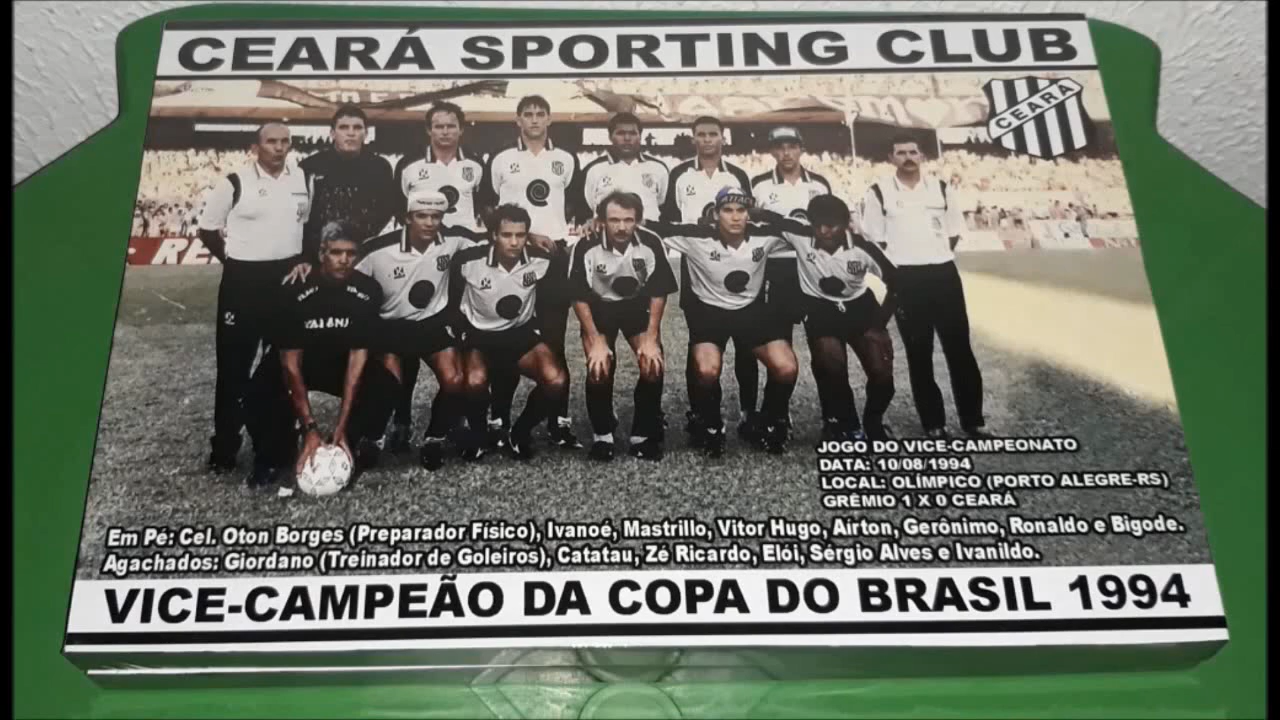 CEARÁ SPORTING CLUB
CEARÁ
JOGO DO VICE-CAMPEONATO
DATA: 10/08/1994
LOCAL: OLÍMPICO (PORTO ALEGRE-RS)
GRÊMIO 1 X 0 CEARÁ
Em Pé: Cel. Oton Borges (Preparador Físico), Ivanoé, Mastrillo, Vitor Hugo, Aírton, Gerônimo, Ronaldo e Bigode.
Agachados: Giordano (Treinador de Goleiros), Catatau, Zé Ricardo, Elói, Sérgio Alves e Ivanildo.
VICE-CAMPEÃO DA COPA DO BRASIL 1994